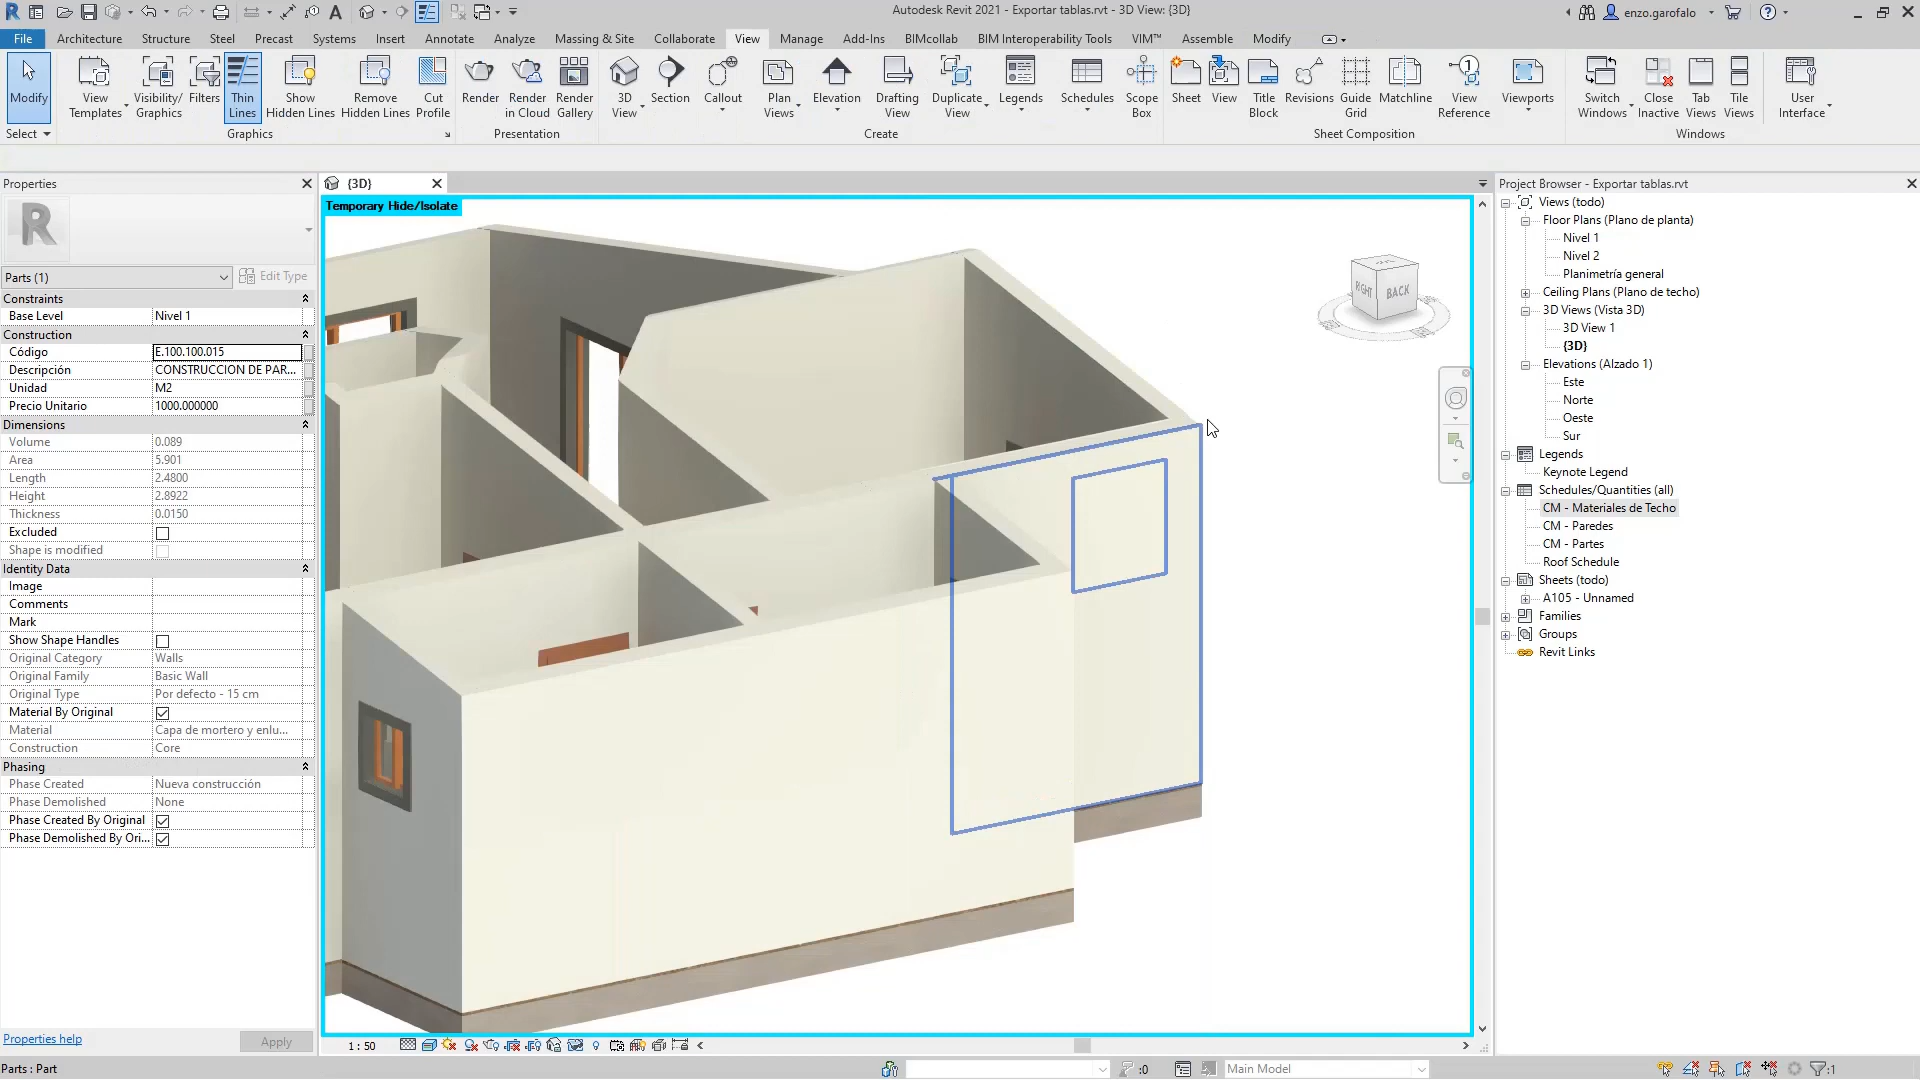 Autodesk Revit 2021 - Exportar tablas.rvt - 3D View: {3D}
enzo.garofalo
File Architecture Structure Steel Precast Systems Insert Annotate Analyze Massing & Site Collaborate View Manage Add-Ins BIMcollab BIM Interoperability Tools VIM™ Assemble Modify
Modify
View Templates
Visibility/ Graphics
Filters
Thin Lines
Show Hidden Lines
Remove Hidden Lines
Cut Profile
Render
Render in Cloud
Render Gallery
3D View
Section
Callout
Plan Views
Elevation
Drafting View
Duplicate View
Legends
Schedules
Scope Box
Sheet
View
Title Block
Revisions
Guide Grid
Matchline
View Reference
Viewports
Switch Windows
Close Inactive
Tab Views
Tile Views
User Interface
Select
Graphics
Presentation
Create
Sheet Composition
Windows
Properties
{3D}
Project Browser - Exportar tablas.rvt
Temporary Hide/Isolate
R
Parts (1)
Edit Type
Constraints
Base Level Nivel 1
Construction
Código E.100.100.015
Descripción CONSTRUCCION DE PAR...
Unidad M2
Precio Unitario 1000.000000
Dimensions
Volume 0.089
Area 5.901
Length 2.4800
Height 2.8922
Thickness 0.0150
Excluded
Shape is modified
Identity Data
Image
Comments
Mark
Show Shape Handles
Original Category Walls
Original Family Basic Wall
Original Type Por defecto - 15 cm
Material By Original
Material Capa de mortero y enlu...
Construction Core
Phasing
Phase Created Nueva construcción
Phase Demolished None
Phase Created By Original
Phase Demolished By Ori...
Properties help
Apply
RIGHT
BACK
Views (todo)
Floor Plans (Plano de planta)
Nivel 1
Nivel 2
Planimetría general
Ceiling Plans (Plano de techo)
3D Views (Vista 3D)
3D View 1
{3D}
Elevations (Alzado 1)
Este
Norte
Oeste
Sur
Legends
Keynote Legend
Schedules/Quantities (all)
CM - Materiales de Techo
CM - Paredes
CM - Partes
Roof Schedule
Sheets (todo)
A105 - Unnamed
Families
Groups
Revit Links
1 : 50
Parts : Part
:0
Main Model
:1